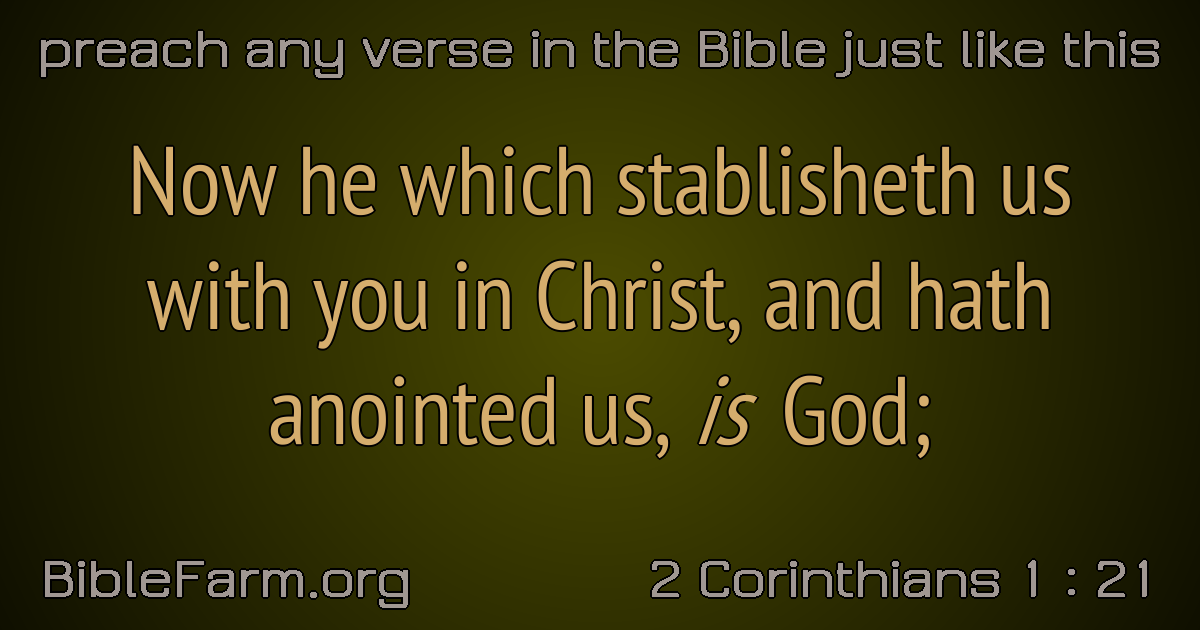 preach any verse in the Bible just like this
Now he which stablisheth us
with you in Christ, and hath
anointed us, is God;
BibleFarm.org
2 Corinthians 1 : 21